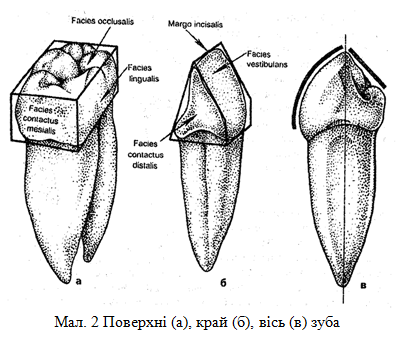 Facies occlusalis
Facies
lingualis
Facies
contactus
mesialis
а
Margo incisalis
Facies
vestibulans
Facies
contactus
distalis
б
в
Мал. 2 Поверхні (а), край (б), вісь (в) зуба